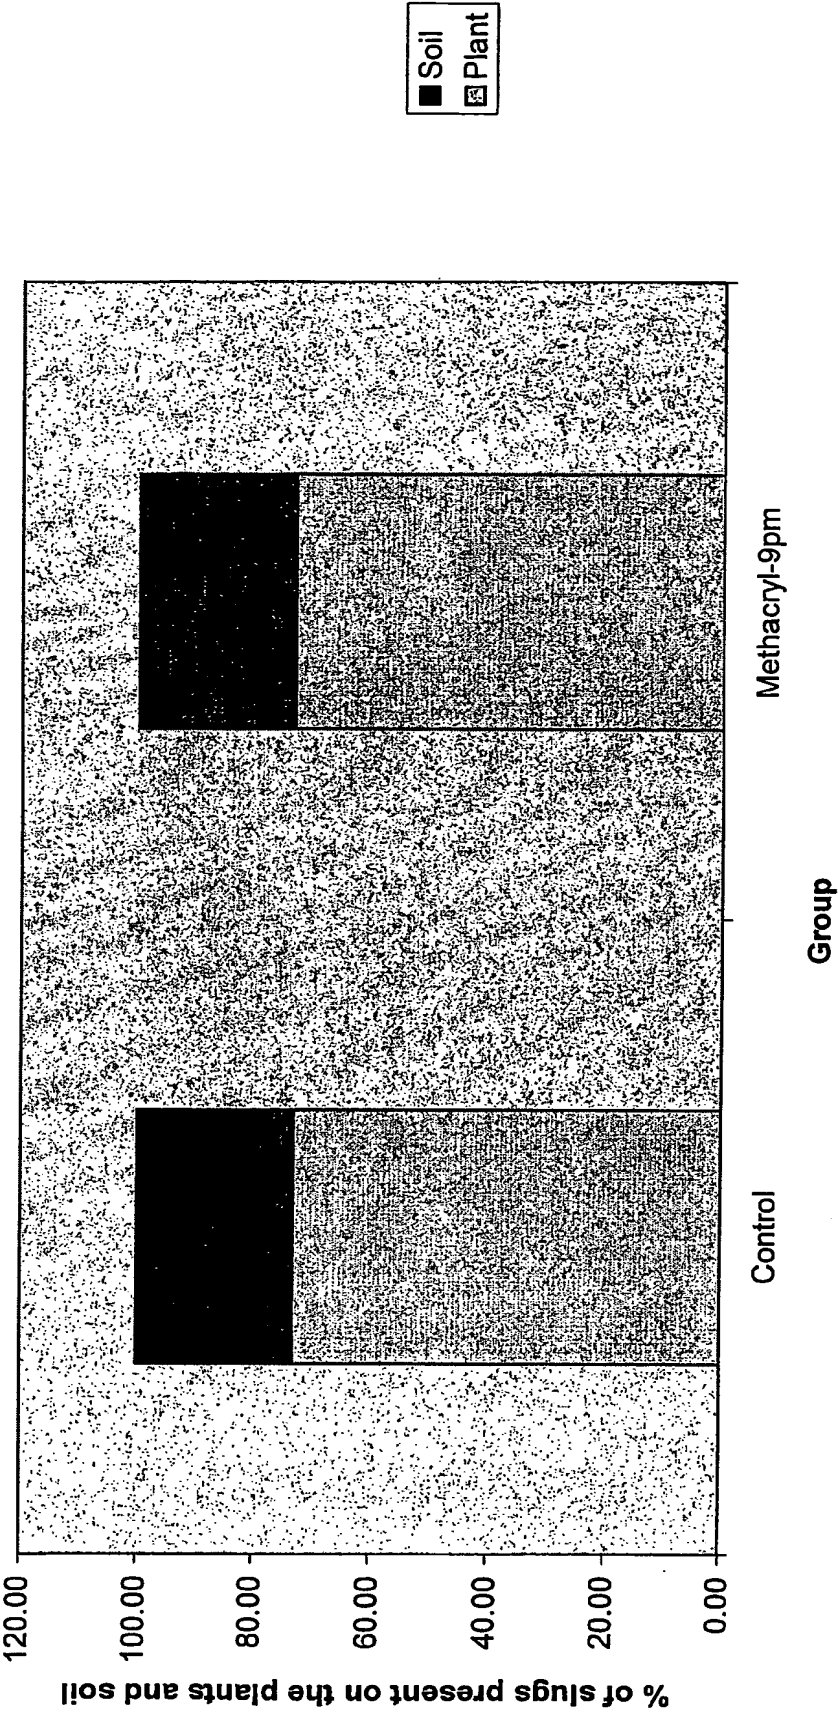 % of slugs present on the plants and soil
120.00
100.00
80.00
60.00
40.00
20.00
0.00
Control
Methacryl-9pm
Group
Soil
Plant